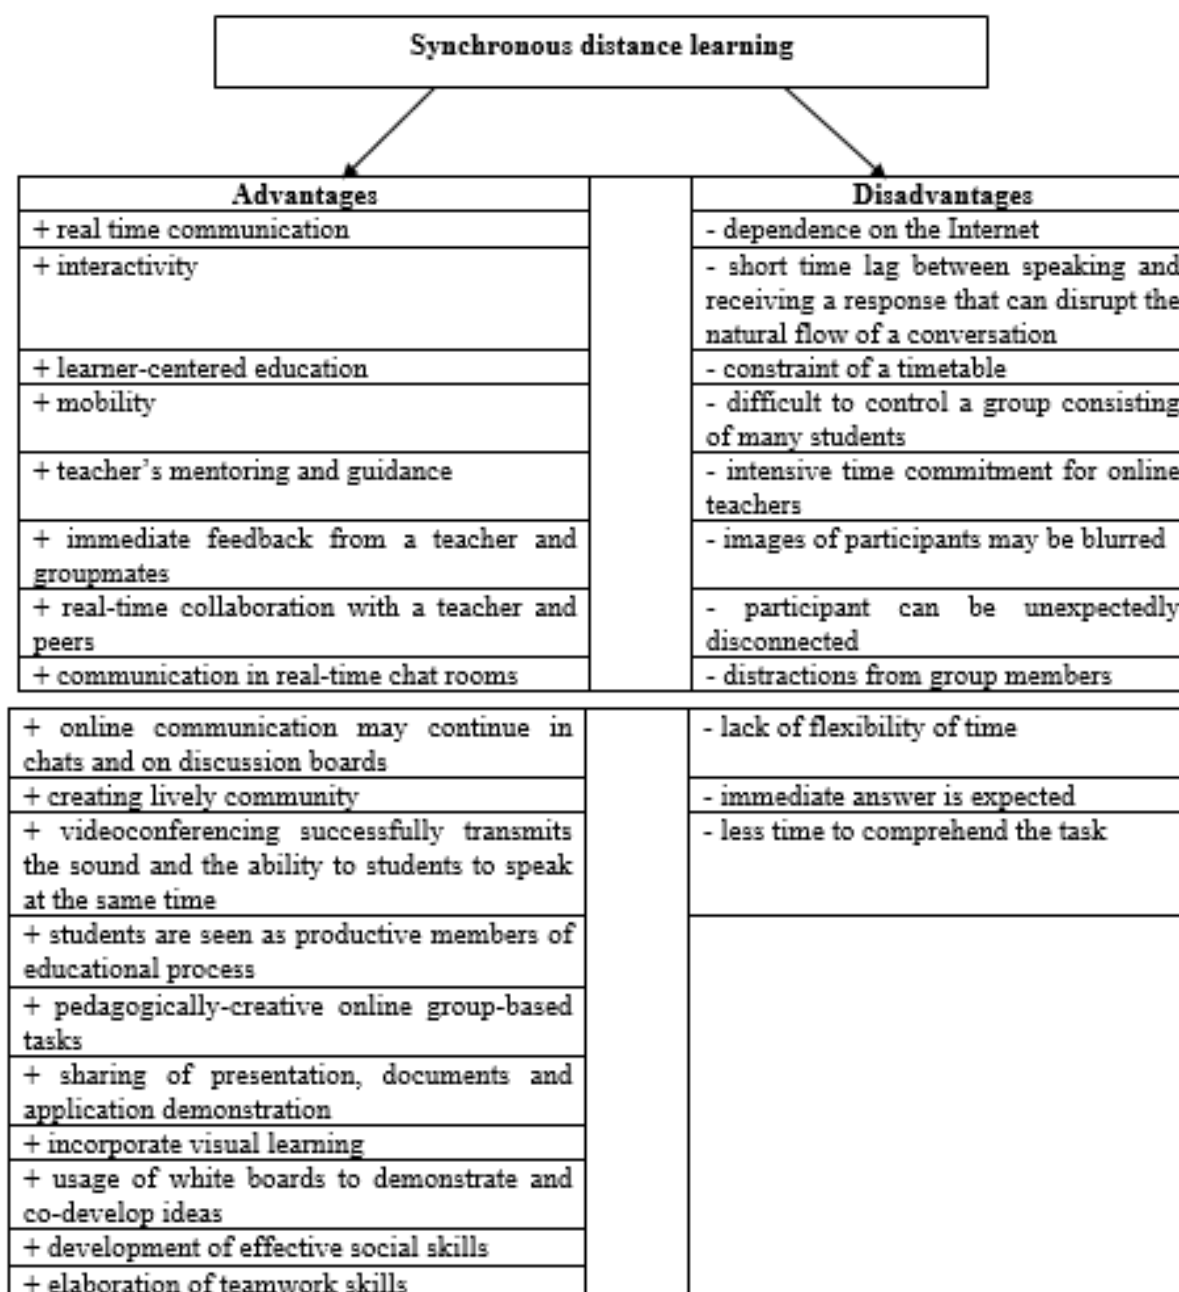 Synchronous distance learning
Advantages
Disadvantages
+ real time communication
- dependence on the Internet
+ interactivity
- short time lag between speaking and
receiving a response that can disrupt the
natural flow of a conversation
+ learner-centered education
- constraint of a timetable
+ mobility
- difficult to control a group consisting
of many students
+ teacher’s mentoring and guidance
- intensive time commitment for online
teachers
+ immediate feedback from a teacher and
groupmates
- images of participants may be blurred
+ real-time collaboration with a teacher and
peers
- participant can be unexpectedly
disconnected
+ communication in real-time chat rooms
- distractions from group members
+ online communication may continue in
chats and on discussion boards
- lack of flexibility of time
+ creating lively community
- immediate answer is expected
+ videoconferencing successfully transmits
the sound and the ability to students to speak
at the same time
- less time to comprehend the task
+ students are seen as productive members of
educational process
+ pedagogically-creative online group-based
tasks
+ sharing of presentation, documents and
application demonstration
+ incorporate visual learning
+ usage of white boards to demonstrate and
co-develop ideas
+ development of effective social skills
+ elaboration of teamwork skills